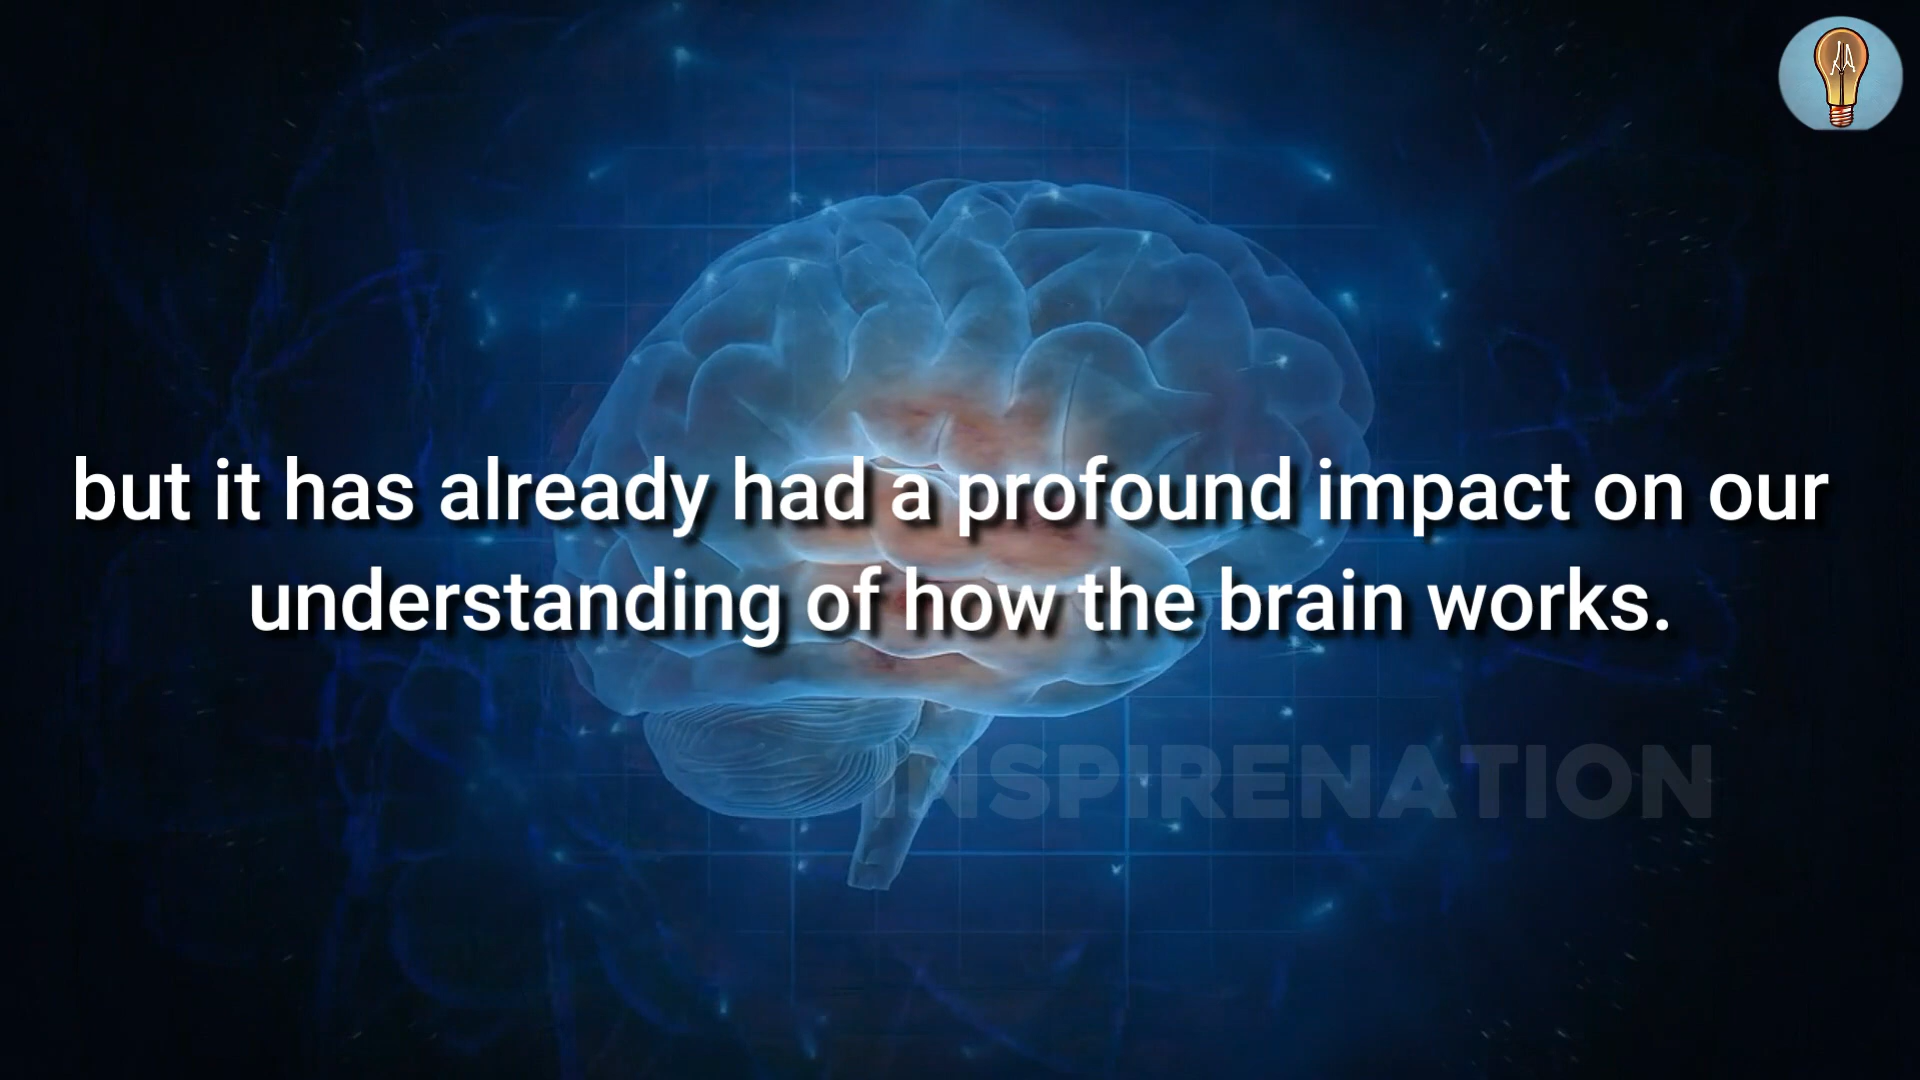 but it has already had a profound impact on our
understanding of how the brain works.
INSPIRENATION